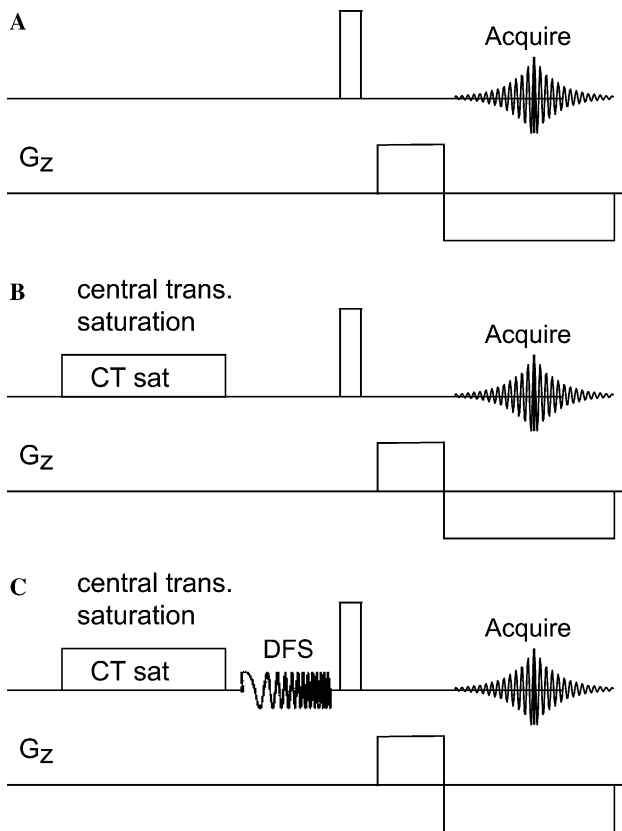 A
Acquire
Gz
B
central trans.
saturation
CT sat
Acquire
Gz
C
central trans.
saturation
CT sat
DFS
Acquire
Gz